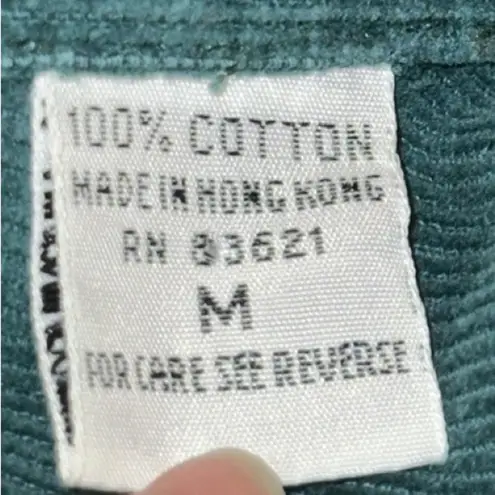 100% COTTON
MADE IN HONG KONG
RN 83621
M
FOR CARE SEE REVERSE